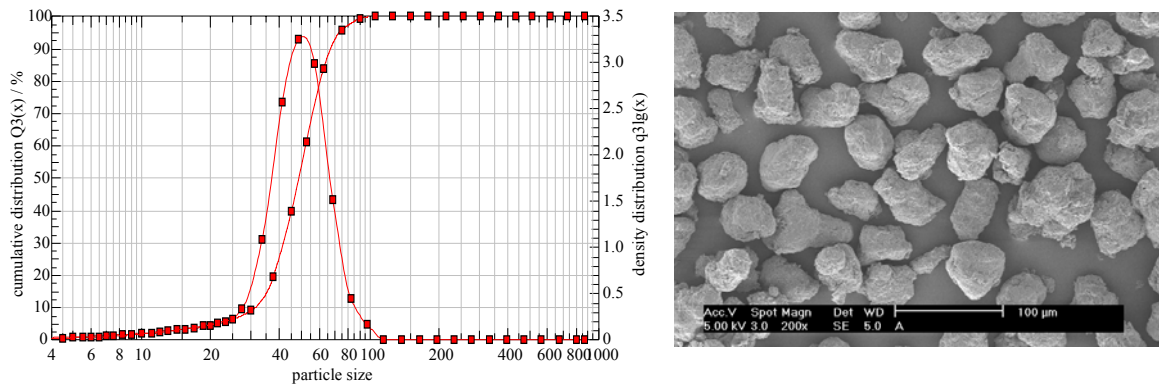 cumulative distribution Q3(x) / %
100
90
80
70
60
50
40
30
20
10
0
3.5
3.0
2.5
2.0
1.5
1.0
0.5
0
density distribution q3lg(x)
4 6 8 10 20 40 60 80 100 200 400 600 800 1000
particle size
Acc.V Spot Magn Det WD
5.00 kV 3.0 200x SE 5.0 A
100 µm